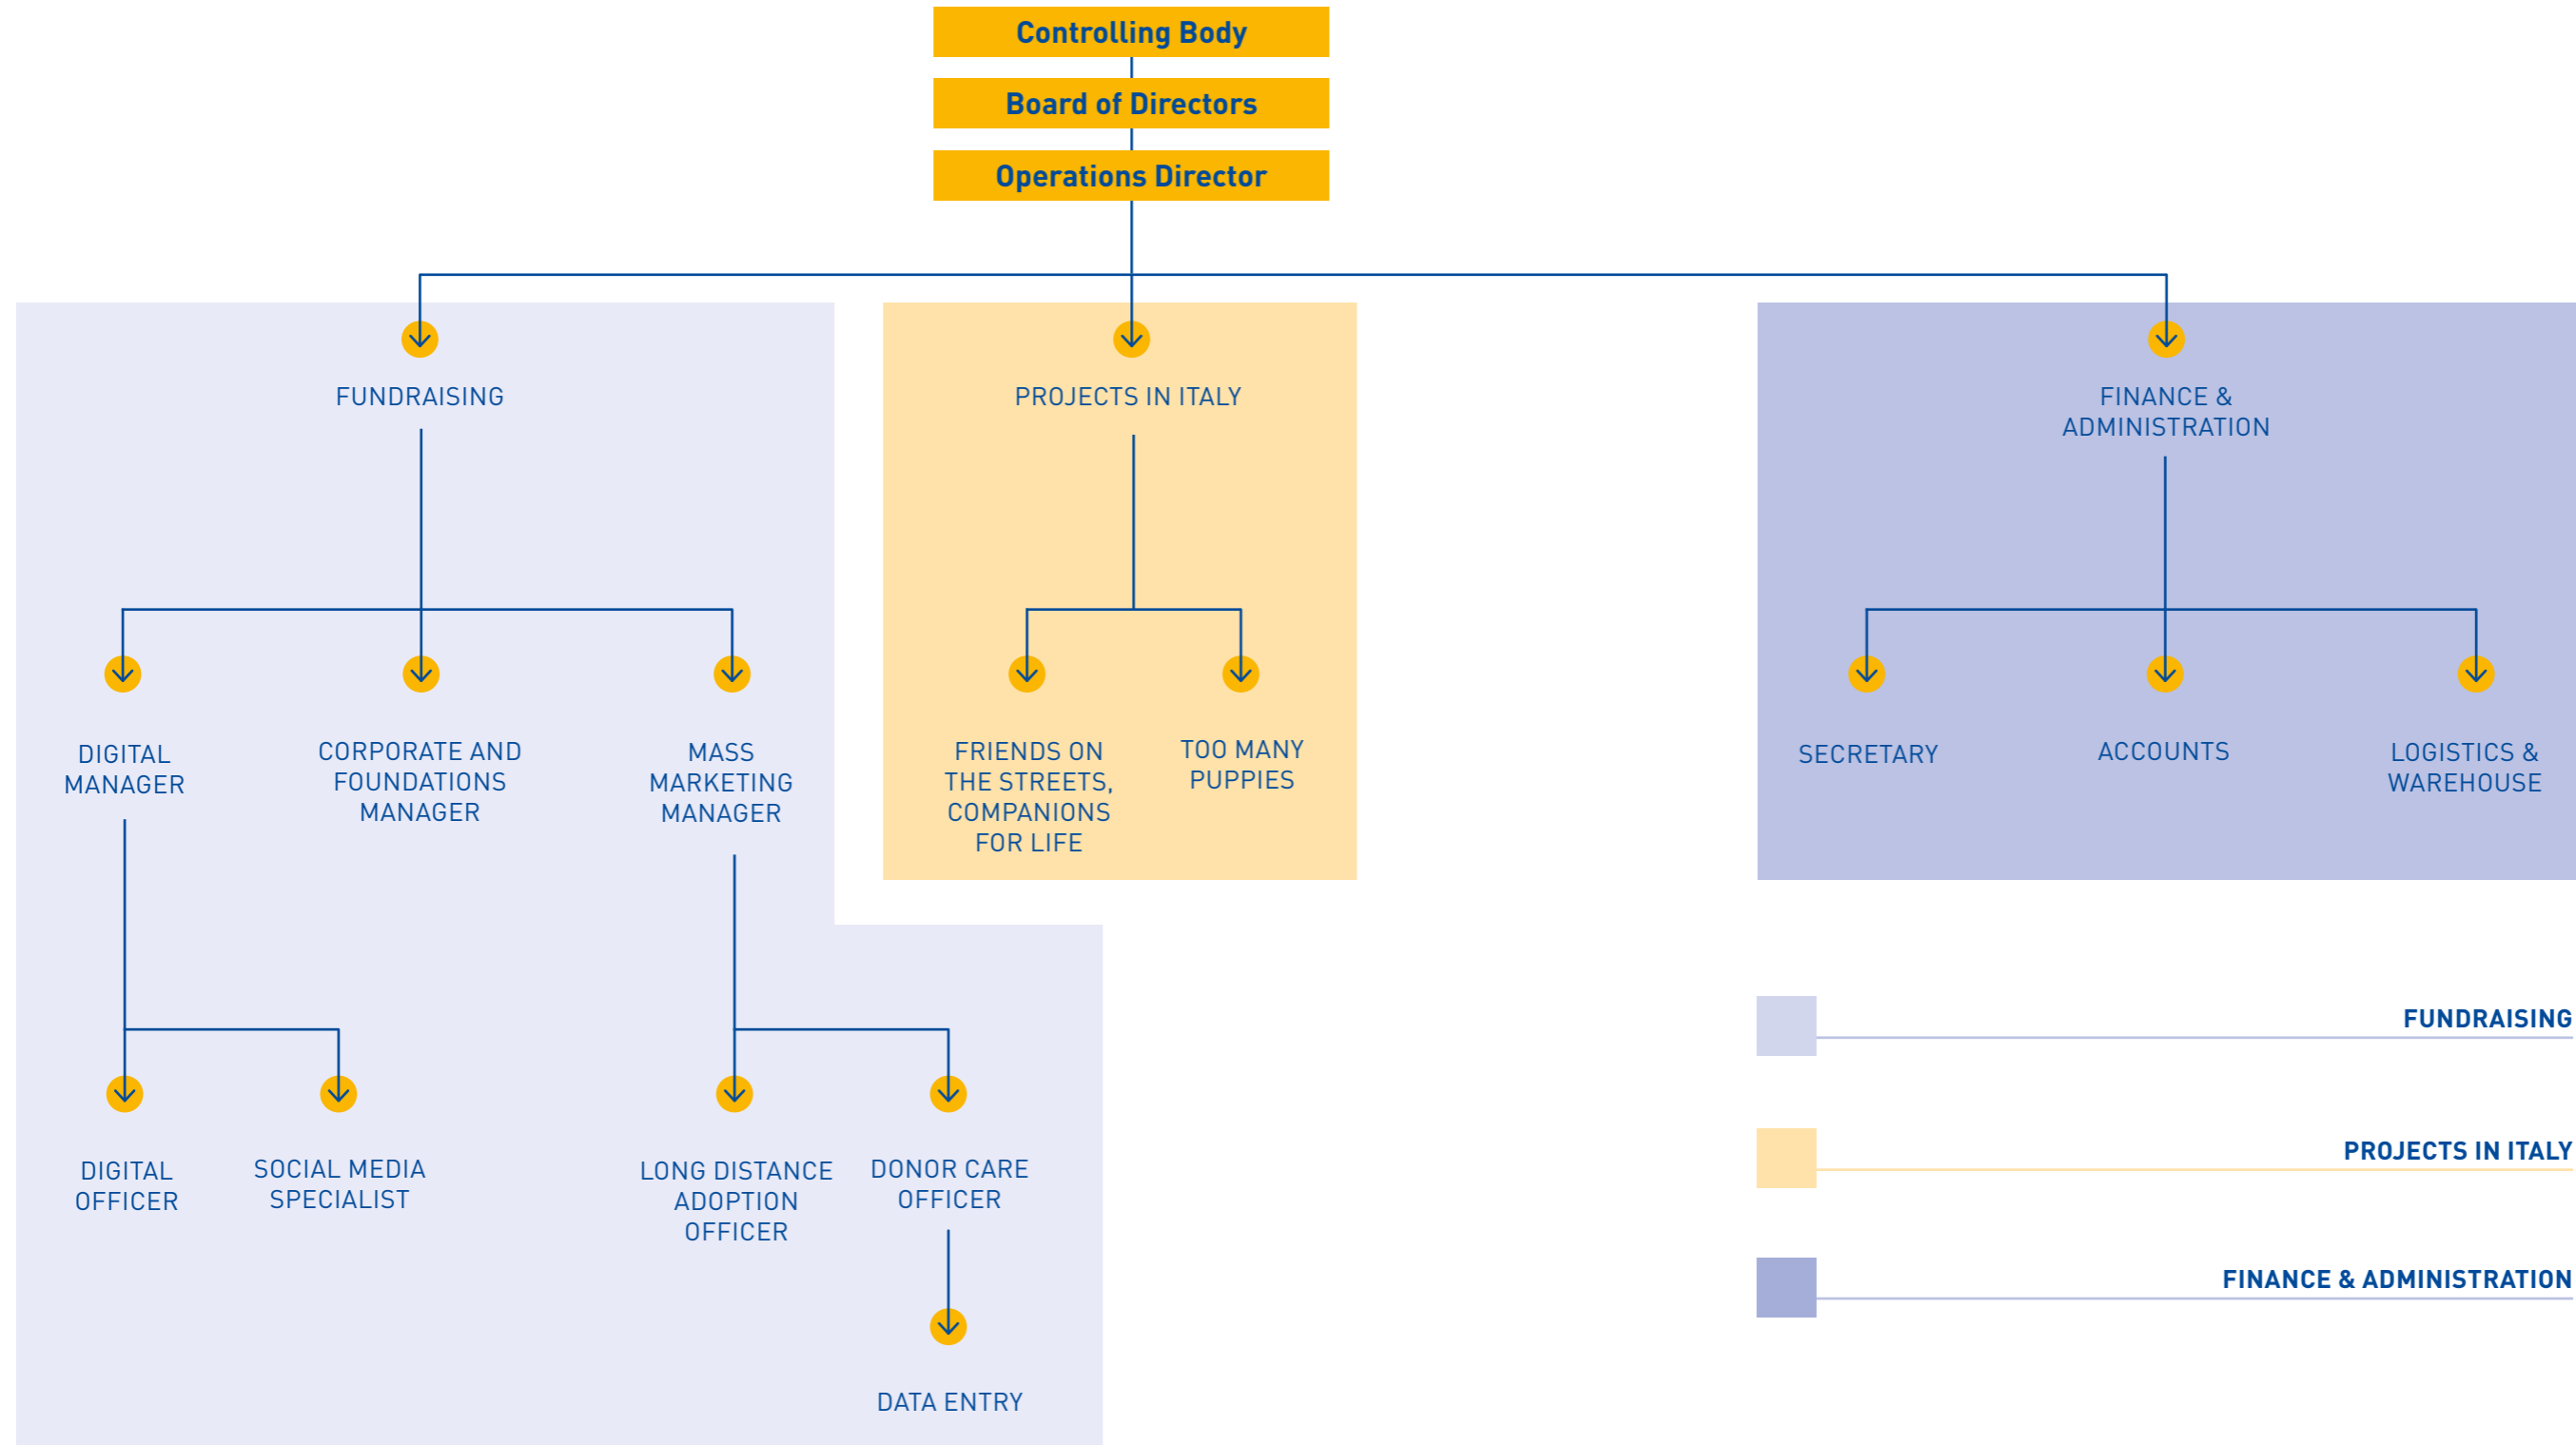 Controlling Body
Board of Directors
Operations Director
FUNDRAISING
PROJECTS IN ITALY
FINANCE &
ADMINISTRATION
DIGITAL
MANAGER
CORPORATE AND
FOUNDATIONS
MANAGER
MASS
MARKETING
MANAGER
FRIENDS ON
THE STREETS,
COMPANIONS
FOR LIFE
TOO MANY
PUPPIES
SECRETARY
ACCOUNTS
LOGISTICS &
WAREHOUSE
DIGITAL
OFFICER
SOCIAL MEDIA
SPECIALIST
LONG DISTANCE
ADOPTION
OFFICER
DONOR CARE
OFFICER
DATA ENTRY
FUNDRAISING
PROJECTS IN ITALY
FINANCE & ADMINISTRATION